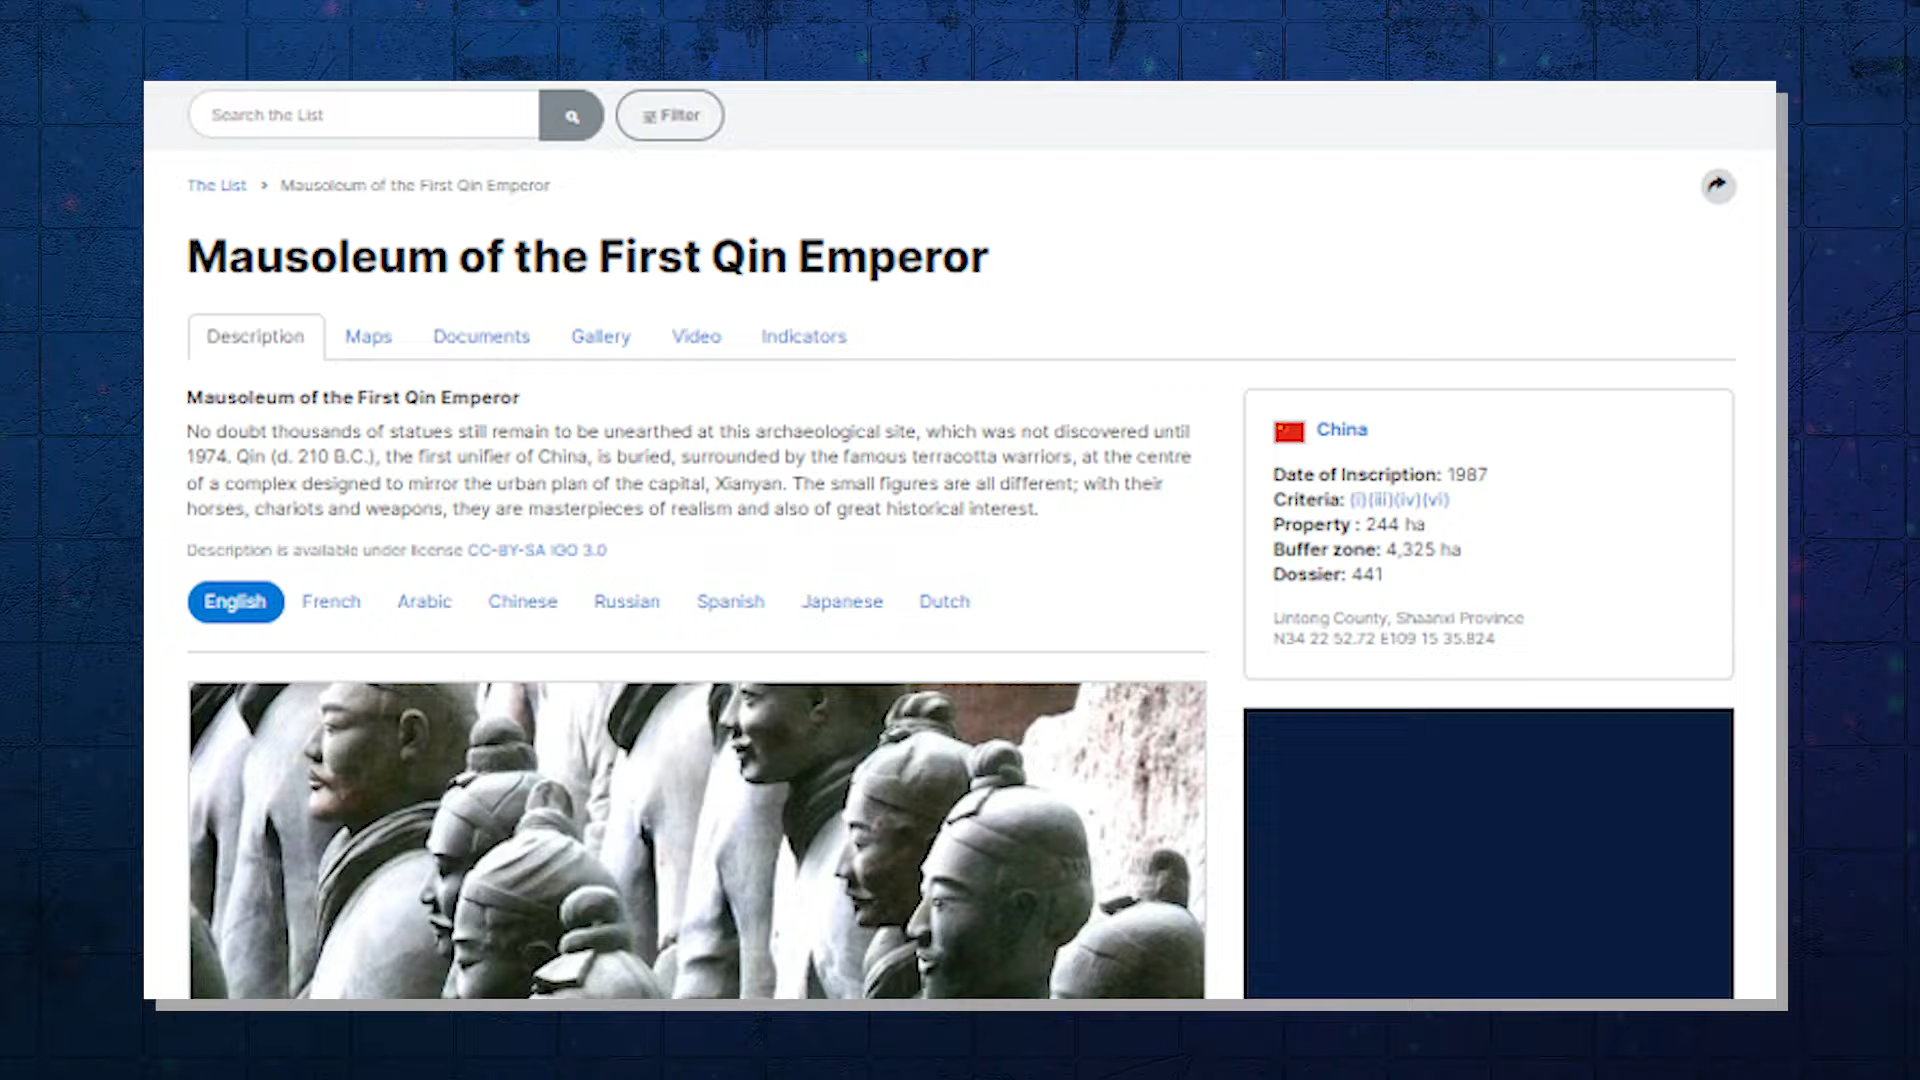 Search the List
Filter
The List > Mausoleum of the First Qin Emperor
Mausoleum of the First Qin Emperor
Description Maps Documents Gallery Video Indicators
Mausoleum of the First Qin Emperor
No doubt thousands of statues still remain to be unearthed at this archaeological site, which was not discovered until
1974. Qin (d. 210 B.C.), the first unifier of China, is buried, surrounded by the famous terracotta warriors, at the centre
of a complex designed to mirror the urban plan of the capital, Xianyan. The small figures are all different; with their
horses, chariots and weapons, they are masterpieces of realism and also of great historical interest.
Description is available under license CC-BY-SA IGO 3.0
English French Arabic Chinese Russian Spanish Japanese Dutch
China
Date of Inscription: 1987
Criteria: (i)(iii)(iv)(vi)
Property : 244 ha
Buffer zone: 4,325 ha
Dossier: 441
Lintong County, Shaanxi Province
N34 22 52.72 E109 15 35.824